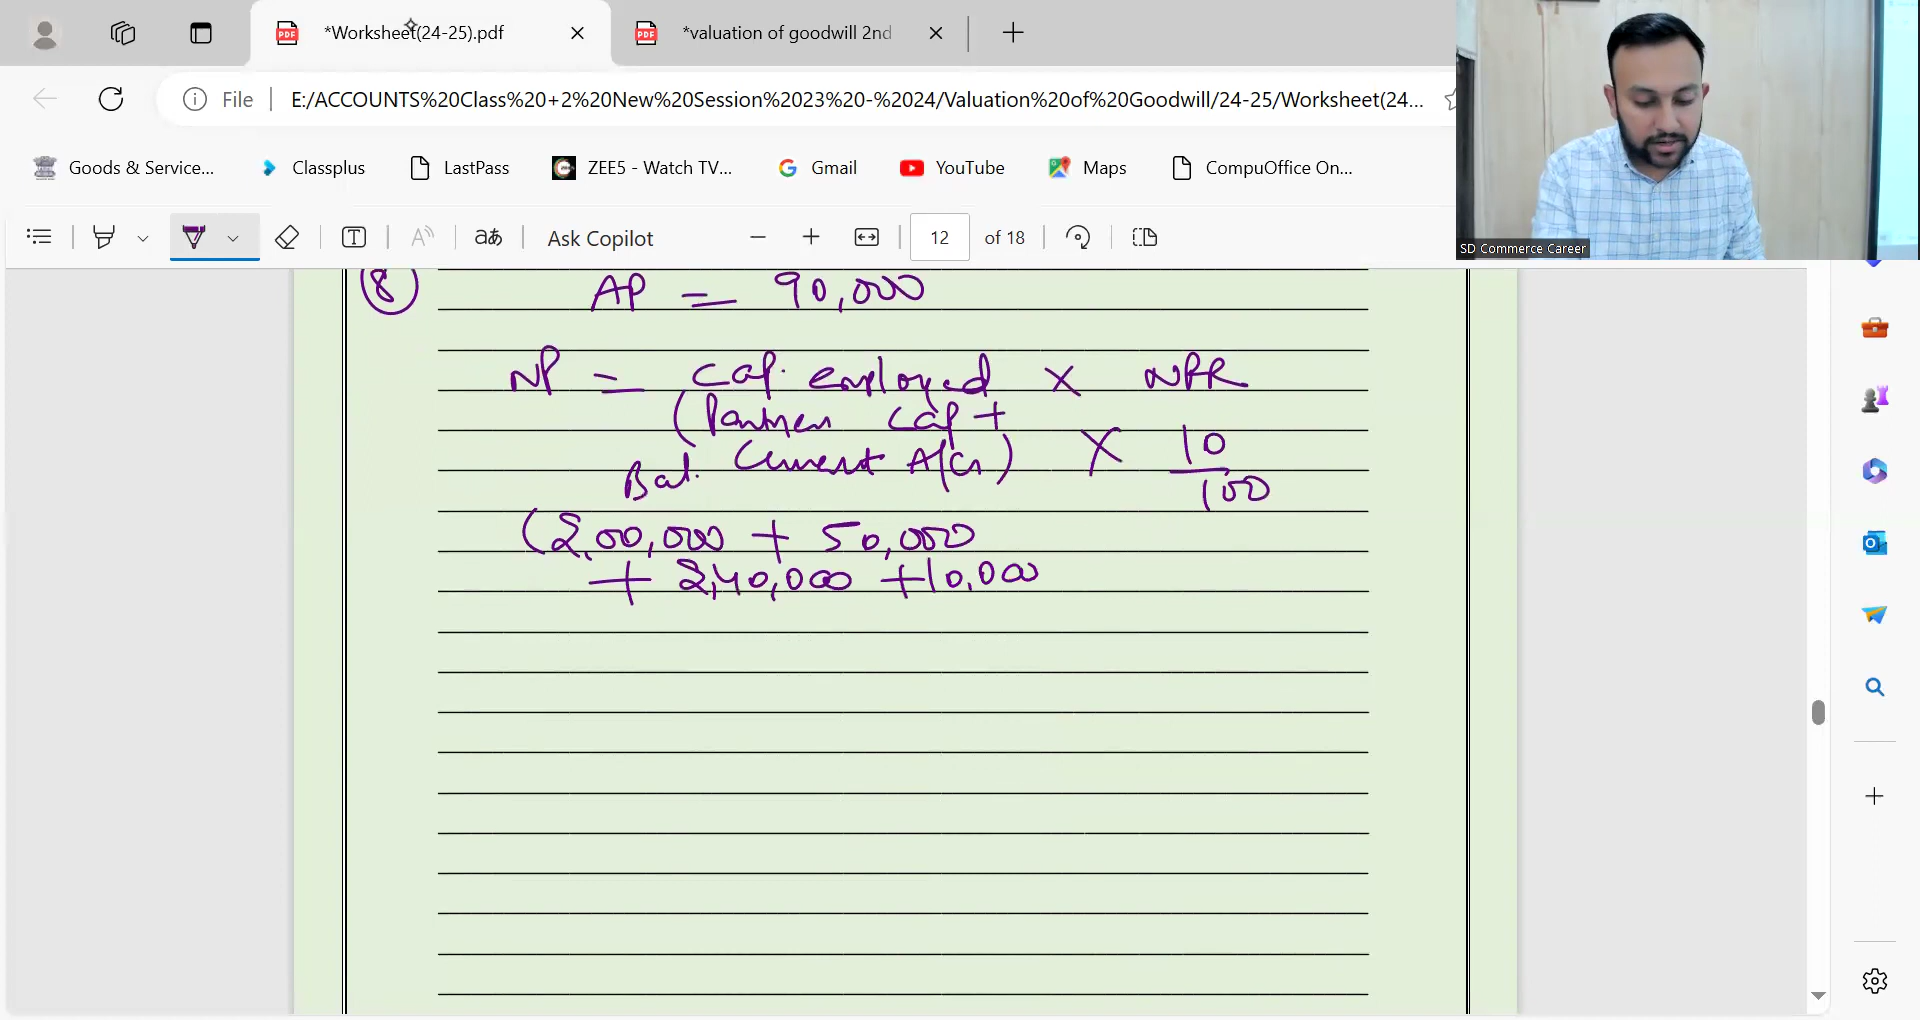 *Worksheet(24-25).pdf
*valuation of goodwill 2nd
File
E:/ACCOUNTS%20Class%20+2%20New%20Session%202023%20-%2024/Valuation%20of%20Goodwill/24-25/Worksheet(24...
Goods & Service...
Classplus
LastPass
ZEE5 - Watch TV...
Gmail
YouTube
Maps
CompuOffice On...
SD Commerce Career
Ask Copilot
12
of 18
8
AP = 90,000
NP = Cap. employed X NRR
(Partners Cap +
Bal. Current A/Cs) X 10/100
(2,00,000 + 50,000
+ 2,40,000 + 10,000